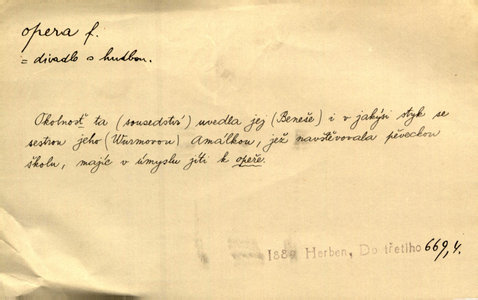 opera f.
= divadlo s hudbou.
Okolnosť ta (sousedství) uvedla jej (Beneše) i v jakýsi styk se
sestrou jeho (Wurmovou) Amálkou, jež navštěvovala pěveckou
školu, majíc v úmyslu jíti k opeře.
1889 Herben, Do třetího 669,4.